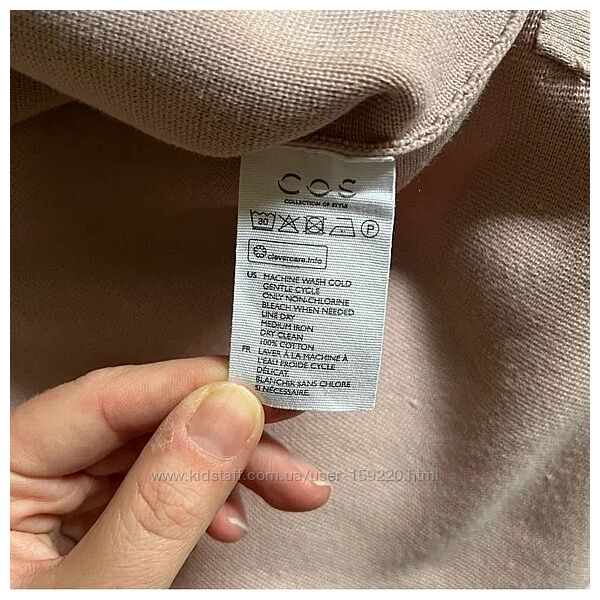 COS
COLLECTION OF STYLE
30 P
clevercare.info
US MACHINE WASH COLD
GENTLE CYCLE
ONLY NON-CHLORINE
BLEACH WHEN NEEDED
LINE DRY
MEDIUM IRON
DRY CLEAN
100% COTTON
FR LAVER À LA MACHINE À
L'EAU FROIDE CYCLE
DÉLICAT.
BLANCHIR SANS CHLORE
SI NÉCESSAIRE.
www.kidstaff.com.ua/user-159220.html